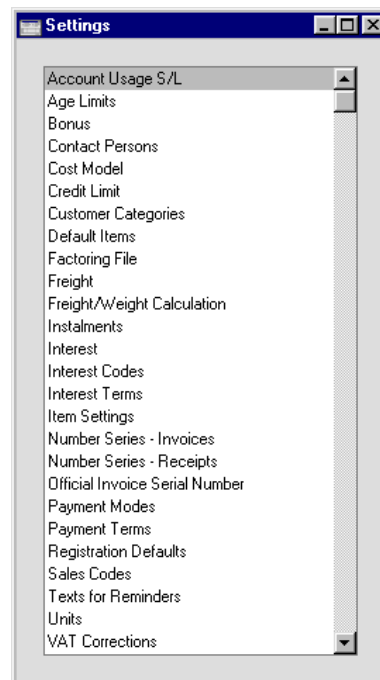 Settings
Account Usage S/L
Age Limits
Bonus
Contact Persons
Cost Model
Credit Limit
Customer Categories
Default Items
Factoring File
Freight
Freight/Weight Calculation
Instalments
Interest
Interest Codes
Interest Terms
Item Settings
Number Series - Invoices
Number Series - Receipts
Official Invoice Serial Number
Payment Modes
Payment Terms
Registration Defaults
Sales Codes
Texts for Reminders
Units
VAT Corrections